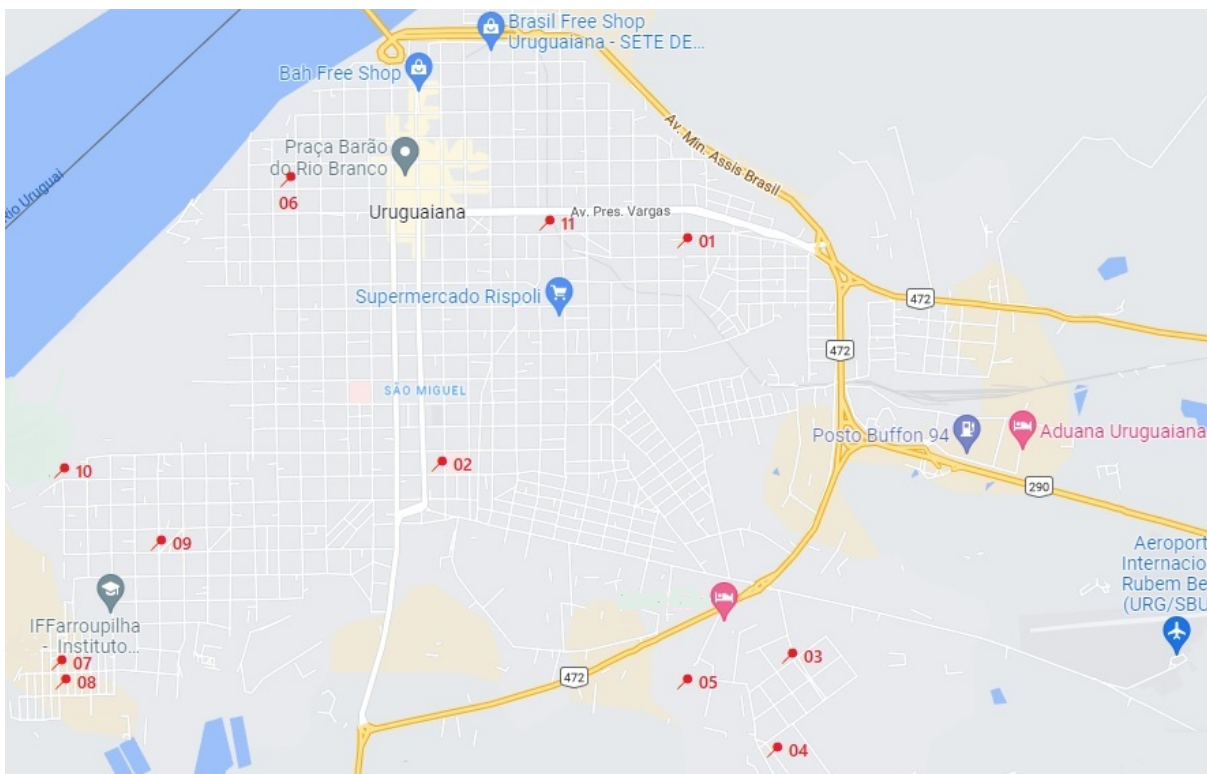 Brasil Free Shop
Uruguaiana - SETE DE...
Bah Free Shop
Av. Min. Assis Brasil
Praça Barão
do Rio Branco
Rio Uruguai
06
Uruguaiana
Av. Pres. Vargas
11
01
472
Supermercado Rispoli
472
SÃO MIGUEL
Posto Buffon 94
Aduana Uruguaiana
02
10
290
09
Aeroport
Internacio
Rubem Be
(URG/SBU
IFFarroupilha
- Instituto...
07
08
03
05
472
04